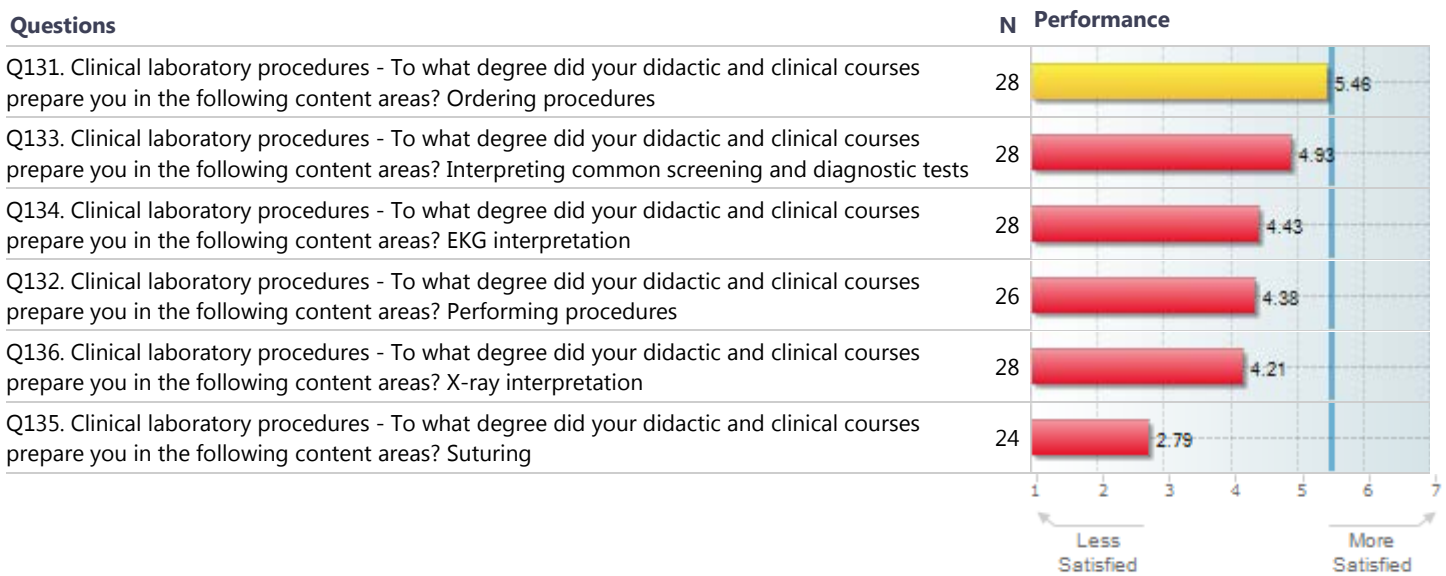 Questions N Performance
Q131. Clinical laboratory procedures - To what degree did your didactic and clinical courses
prepare you in the following content areas? Ordering procedures
28
5.46
Q133. Clinical laboratory procedures - To what degree did your didactic and clinical courses
prepare you in the following content areas? Interpreting common screening and diagnostic tests
28
4.93
Q134. Clinical laboratory procedures - To what degree did your didactic and clinical courses
prepare you in the following content areas? EKG interpretation
28
4.43
Q132. Clinical laboratory procedures - To what degree did your didactic and clinical courses
prepare you in the following content areas? Performing procedures
26
4.38
Q136. Clinical laboratory procedures - To what degree did your didactic and clinical courses
prepare you in the following content areas? X-ray interpretation
28
4.21
Q135. Clinical laboratory procedures - To what degree did your didactic and clinical courses
prepare you in the following content areas? Suturing
24
2.79
1 2 3 4 5 6 7
Less More
Satisfied Satisfied